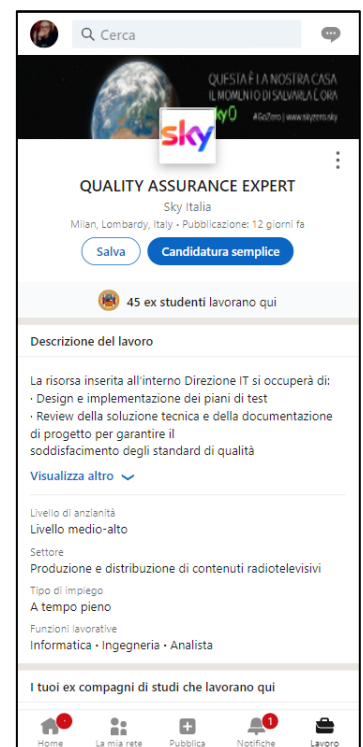 Cerca
QUESTA È LA NOSTRA CASA
IL MOMENTO DI SALVARLA È ORA
sky
#GoZero | www.skyzero.sky
sky
QUALITY ASSURANCE EXPERT
Sky Italia
Milan, Lombardy, Italy • Pubblicazione: 12 giorni fa
Salva
Candidatura semplice
45 ex studenti lavorano qui
Descrizione del lavoro
La risorsa inserita all'interno Direzione IT si occuperà di:
· Design e implementazione dei piani di test
· Review della soluzione tecnica e della documentazione
di progetto per garantire il
soddisfacimento degli standard di qualità
Visualizza altro
Livello di anzianità
Livello medio-alto
Settore
Produzione e distribuzione di contenuti radiotelevisivi
Tipo di impiego
A tempo pieno
Funzioni lavorative
Informatica • Ingegneria • Analista
I tuoi ex compagni di studi che lavorano qui
1
Home
La mia rete
Pubblica
Notifiche
Lavoro